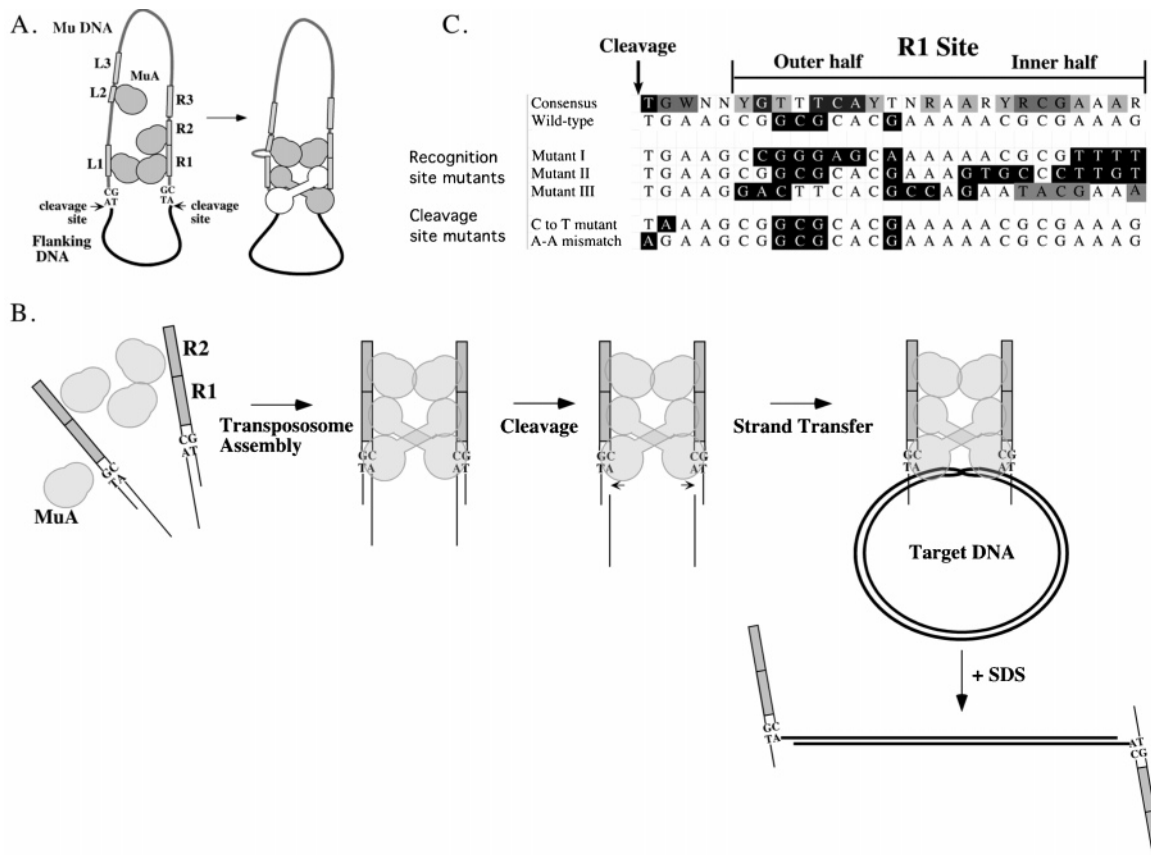 A.
Mu DNA
L3
MuA
L2
R3
R2
L1
R1
CG
AT
GC
TA
cleavage
site
cleavage
site
Flanking
DNA
C.
Cleavage
R1 Site
Outer half
Inner half
Consensus T G W N N Y G T T T C A Y T N R A A R Y R C G A A A R
Wild-type T G A A G C G G C G C A C G A A A A A C G C G A A A G
Recognition
site mutants
Mutant I T G A A G C C G G G A G C A A A A A A C G C G T T T T
Mutant II T G A A G C G G C G C A C G A A A G T G C C C T T G T
Mutant III T G A A G G A C T T C A C G C C A G A A T A C G A A A
Cleavage
site mutants
C to T mutant T A A A G C G G C G C A C G A A A A A C G C G A A A G
A-A mismatch A G A A G C G G C G C A C G A A A A A C G C G A A A G
B.
R2
R1
CG
AT
GC
TA
MuA
Transpososome
Assembly
GC
TA
CG
AT
Cleavage
GC
TA
CG
AT
Strand Transfer
GC
TA
CG
AT
Target DNA
+ SDS
GC
TA
AT
CG